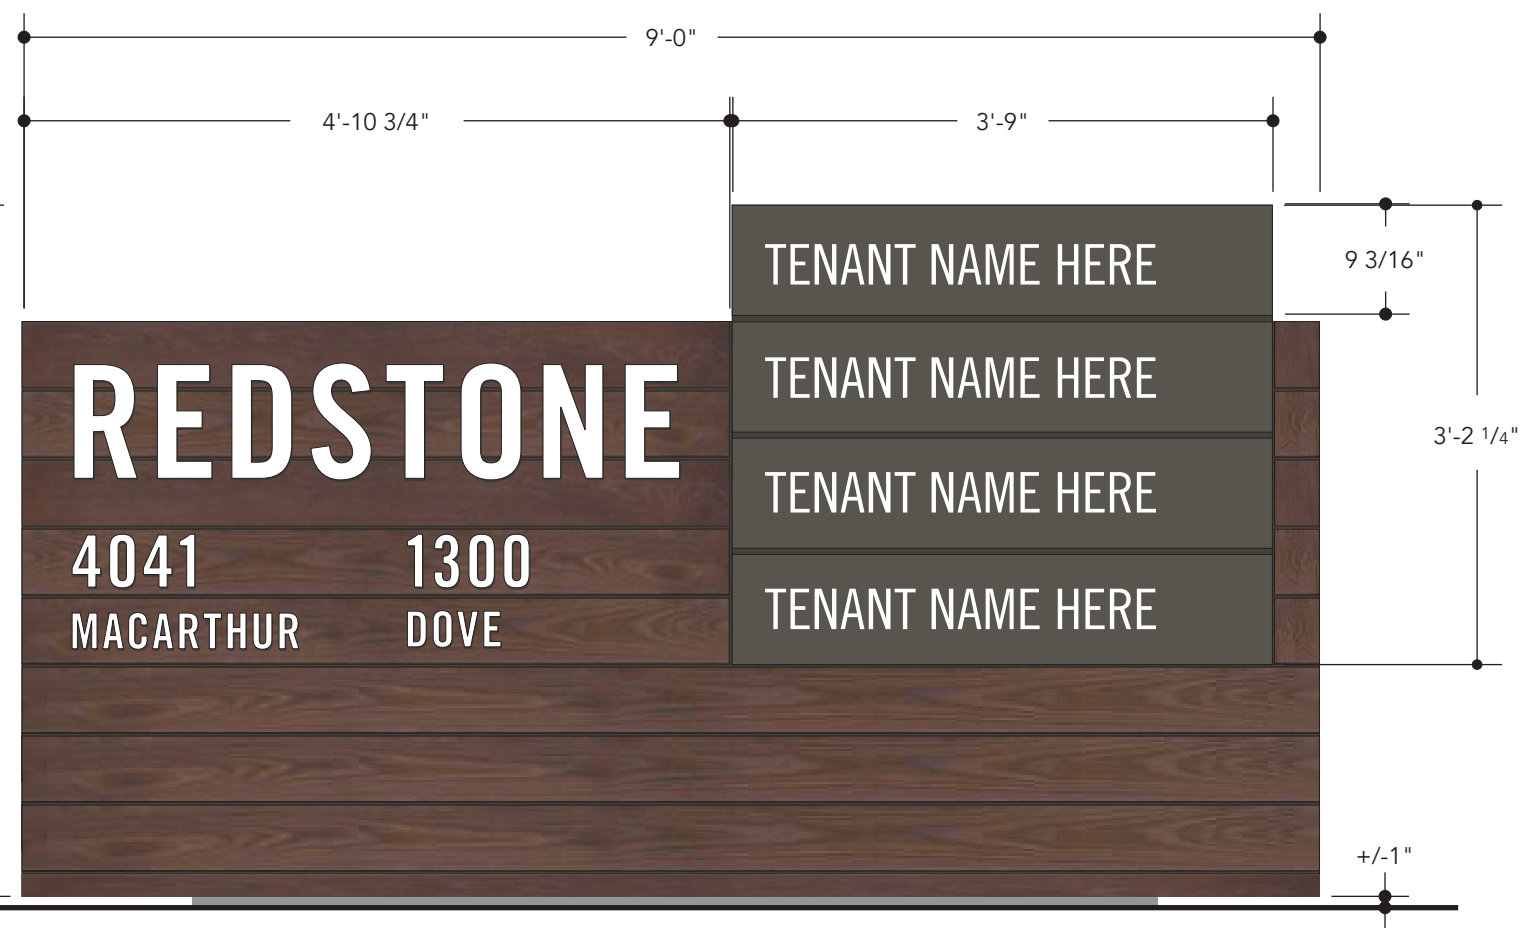 9'-0"
4'-10 3/4"
3'-9"
TENANT NAME HERE
9 3/16"
TENANT NAME HERE
REDSTONE
3'-2 1/4"
TENANT NAME HERE
4041 1300
MACARTHUR DOVE
TENANT NAME HERE
+/-1"